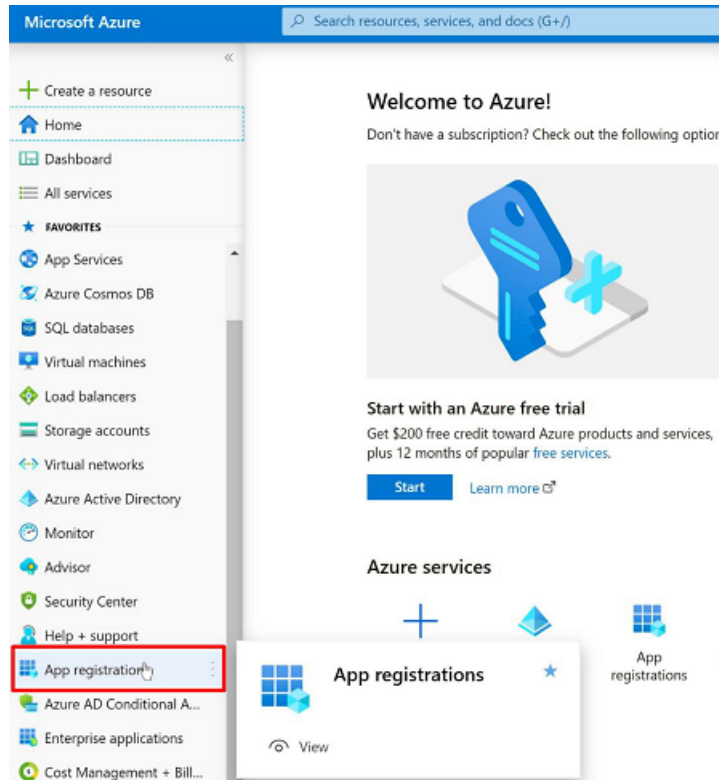 Microsoft Azure
Search resources, services, and docs (G+/)
«
Create a resource
Home
Dashboard
All services
FAVORITES
App Services
Azure Cosmos DB
SQL databases
Virtual machines
Load balancers
Storage accounts
Virtual networks
Azure Active Directory
Monitor
Advisor
Security Center
Help + support
App registration
Azure AD Conditional A...
Enterprise applications
Cost Management + Bill...
Welcome to Azure!
Don't have a subscription? Check out the following option
Start with an Azure free trial
Get $200 free credit toward Azure products and services,
plus 12 months of popular free services.
Start
Learn more
Azure services
App
registrations
App registrations
View